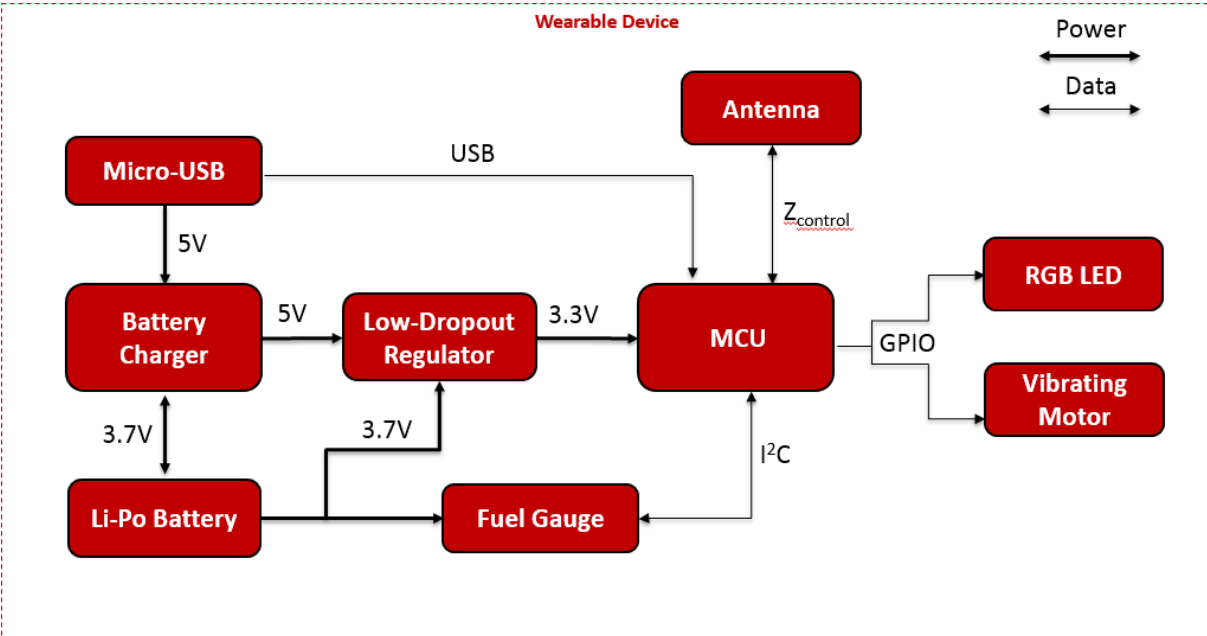 Wearable Device
Power
Data
Antenna
Micro-USB
USB
Zcontrol
5V
RGB LED
Battery
Charger
5V
Low-Dropout
Regulator
3.3V
MCU
GPIO
Vibrating
Motor
3.7V
3.7V
I²C
Li-Po Battery
Fuel Gauge